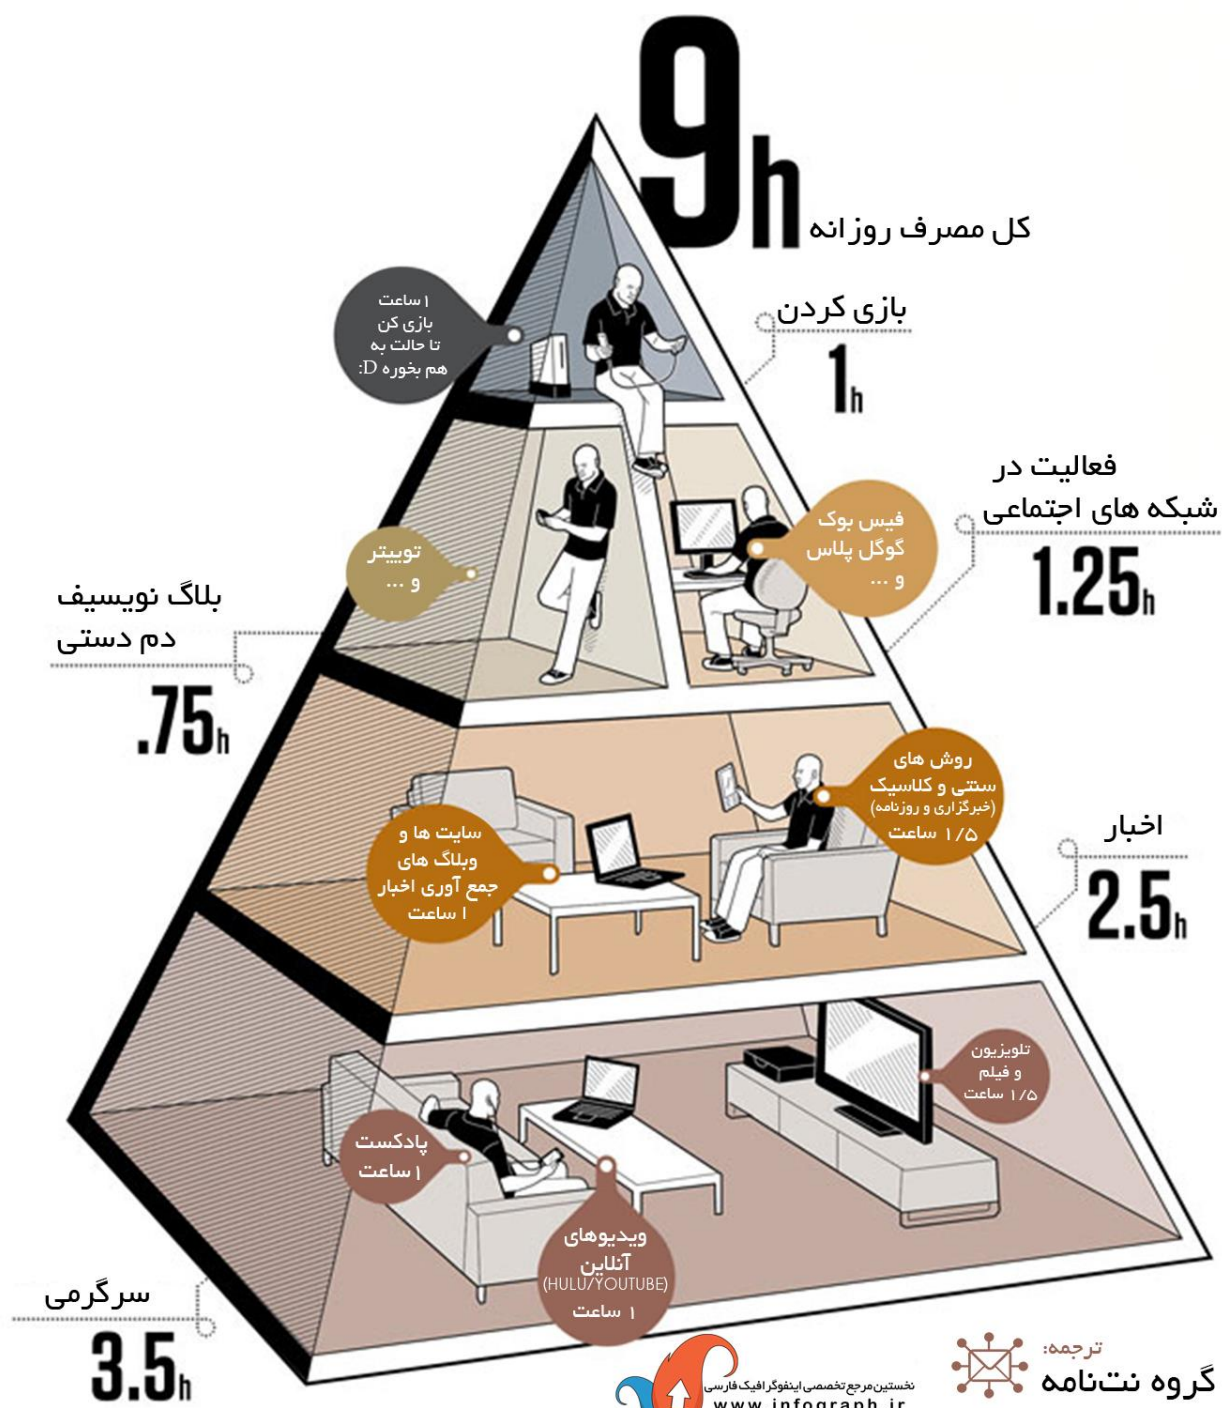 9h
کل مصرف روزانه
۱ساعت
بازی کن
تا حالت به
هم بخوره D:
بازی کردن
1h
فعالیت در
شبکه های اجتماعی
1.25h
فیس بوک
گوگل پلاس
و ...
توییتر
و ...
بلاگ نویسیف
دم دستی
.75h
روش های
سنتی و کلاسیک
(خبرگزاری و روزنامه)
۱/۵ ساعت
سایت ها و
وبلاگ های
جمع آوری اخبار
۱ ساعت
اخبار
2.5h
تلویزیون
و فیلم
۱/۵ ساعت
پادکست
۱ساعت
ویدیوهای
آنلاین
(HULU/YOUTUBE)
۱ ساعت
سرگرمی
3.5h
ترجمه:
گروه نت‌نامه
نخستین مرجع تخصصی اینفوگرافیک فارسی
www.infograph.ir